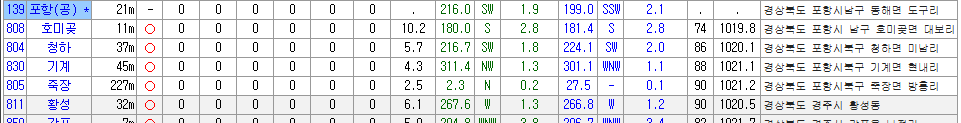 139 포항(공) * 21m - 0 0 0 0 0 0 . 216.0 SW 1.9 199.0 SSW 2.1 . 경상북도 포항시남구 동해면 도구리
808 호미곶 11m ○ 0 0 0 0 0 0 10.2 180.0 S 2.8 181.4 S 2.8 74 1019.8 경상북도 포항시 남구 호미곶면 대보리
804 청하 37m ○ 0 0 0 0 0 0 5.7 216.7 SW 1.8 224.1 SW 2.0 86 1020.1 경상북도 포항시북구 청하면 미남리
830 기계 45m ○ 0 0 0 0 0 0 4.3 311.4 NW 1.3 301.1 WNW 1.1 88 1021.1 경상북도 포항시북구 기계면 현내리
805 죽장 227m ○ 0 0 0 0 0 0 2.5 2.3 N 0.2 27.5 - 0.1 90 1021.2 경상북도 포항시북구 죽장면 방흥리
811 황성 32m ○ 0 0 0 0 0 0 6.1 267.6 W 1.3 266.8 W 1.2 90 1020.5 경상북도 경주시 황성동